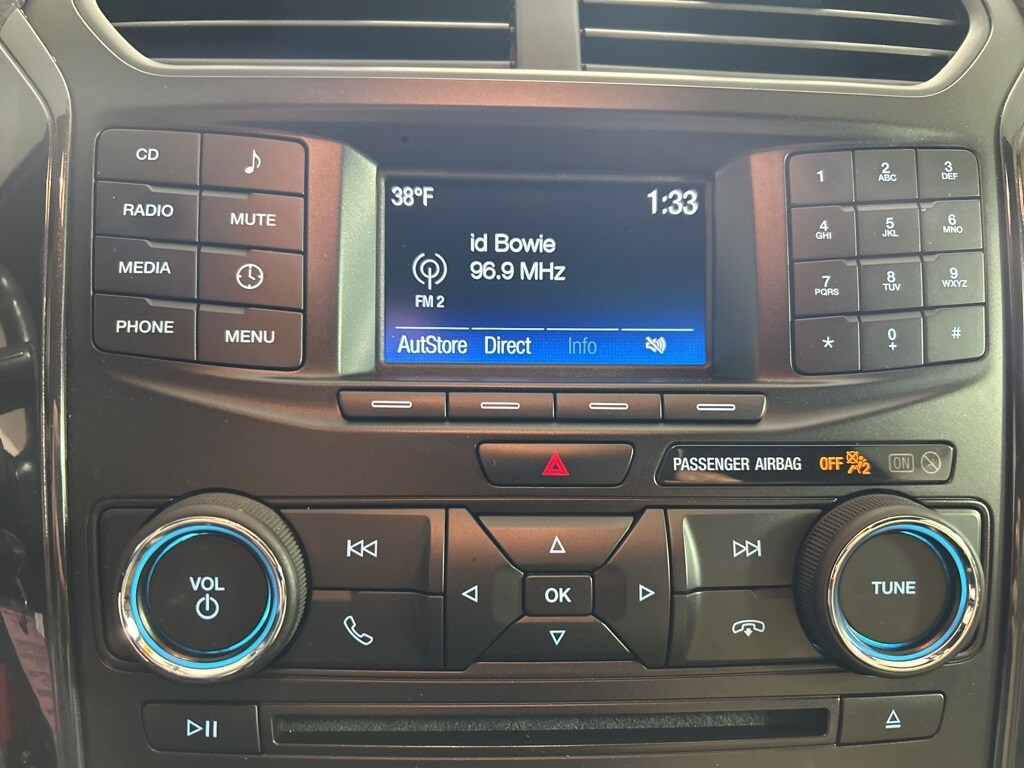 CD
RADIO
MUTE
MEDIA
PHONE
MENU
38°F
1:33
id Bowie
96.9 MHz
FM 2
AutStore Direct Info
1
2
ABC
3
DEF
4
GHI
5
JKL
6
MNO
7
PQRS
8
TUV
9
WXYZ
*
0
+
#
PASSENGER AIRBAG OFF 2 ON
VOL
OK
TUNE